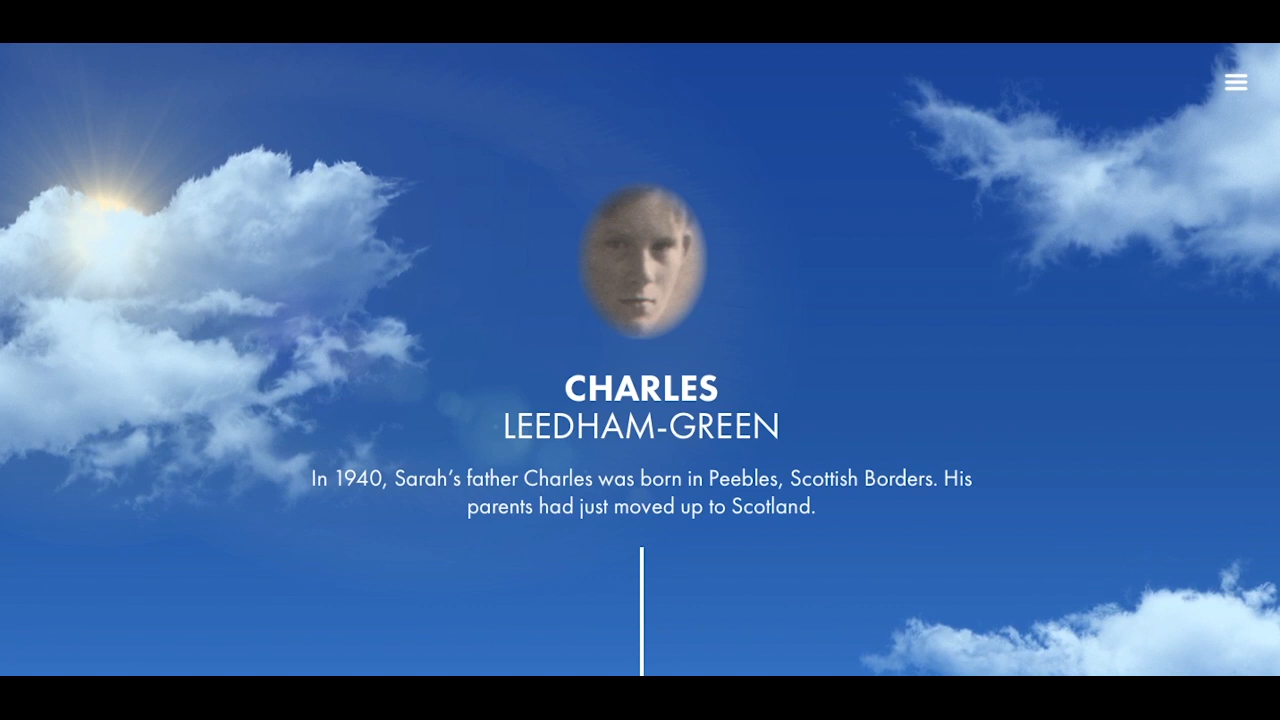 CHARLES
LEEDHAM-GREEN
In 1940, Sarah’s father Charles was born in Peebles, Scottish Borders. His
parents had just moved up to Scotland.